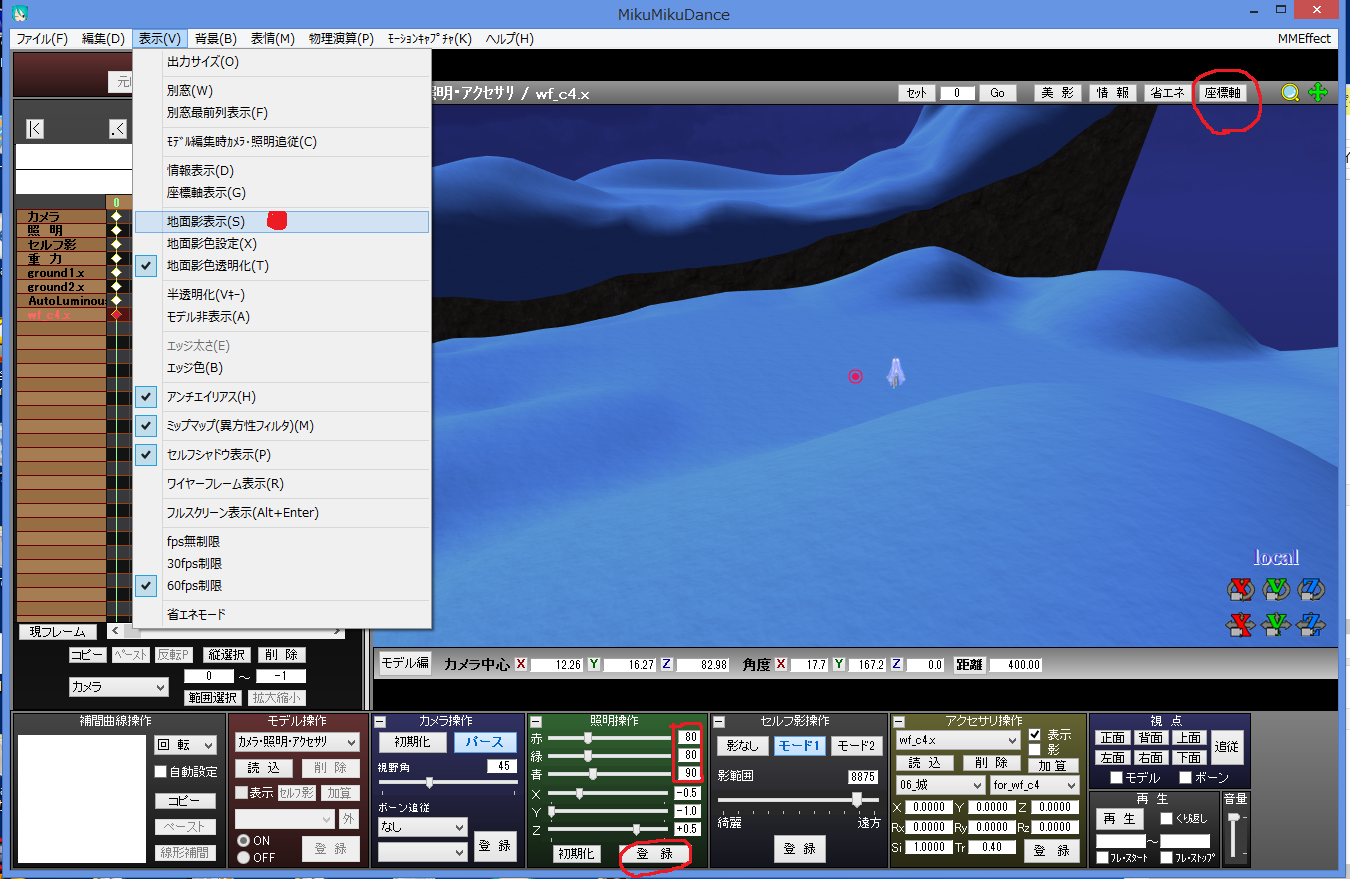 MikuMikuDance
ファイル(F) 編集(D) 表示(V) 背景(B) 表情(M) 物理演算(P) ﾓｰｼｮﾝｷｬﾌﾟﾁｬ(K) ヘルプ(H) MMEffect
出力サイズ(O)
別窓(W)
別窓最前列表示(F)
ﾓﾃﾞﾙ編集時ｶﾒﾗ･照明追従(C)
情報表示(D)
座標軸表示(G)
地面影表示(S)
地面影色設定(X)
地面影色透明化(T)
半透明化(Vｷｰ)
モデル非表示(A)
エッジ太さ(E)
エッジ色(B)
アンチエイリアス(H)
ミップマップ(異方性フィルタ)(M)
セルフシャドウ表示(P)
ワイヤーフレーム表示(R)
フルスクリーン表示(Alt+Enter)
fps無制限
30fps制限
60fps制限
省エネモード
元
照明･アクセサリ / wf_c4.x ｾｯﾄ 0 Go 美 影 情 報 省エネ 座標軸
|< .<
0
カメラ
照 明
セルフ影
重 力
ground1.x
ground2.x
AutoLuminou
wf_c4.x
local
X Y Z
X Y Z
現フレーム < >
コピー ﾍﾟｰｽﾄ 反転P 縦選択 削 除
カメラ 0 ～ -1
範囲選択 拡大縮小
モデル編 カメラ中心 X 12.26 Y 16.27 Z 82.98 角度 X 17.7 Y 167.2 Z 0.0 距離 400.00
補間曲線操作
回 転
自動設定
コピー
ペースト
線形補間
モデル操作
ｶﾒﾗ･照明･ｱｸｾｻﾘ
読 込 削 除
表示 ｾﾙﾌ影 加算
外
ON
OFF
登 録
カメラ操作
初期化 パース
視野角 45
ボーン追従
なし
登 録
照明操作
赤 80
緑 80
青 90
X -0.5
Y -1.0
Z +0.5
初期化 登 録
セルフ影操作
影なし モード1 モード2
影範囲 8875
綺麗 遠方
登 録
アクセサリ操作
wf_c4.x 表示
影
読 込 削 除 加 算
06_城 for_wf_c4
X 0.0000 Y 0.0000 Z 0.0000
Rx 0.0000 Ry 0.0000 Rz 0.0000
Si 1.0000 Tr 0.40 登 録
視 点
正面 背面 上面 追従
左面 右面 下面
モデル ボーン
再 生
再 生 くり返し
～
ﾌﾚ･ｽﾀｰﾄ ﾌﾚ･ｽﾄｯﾌﾟ
音量